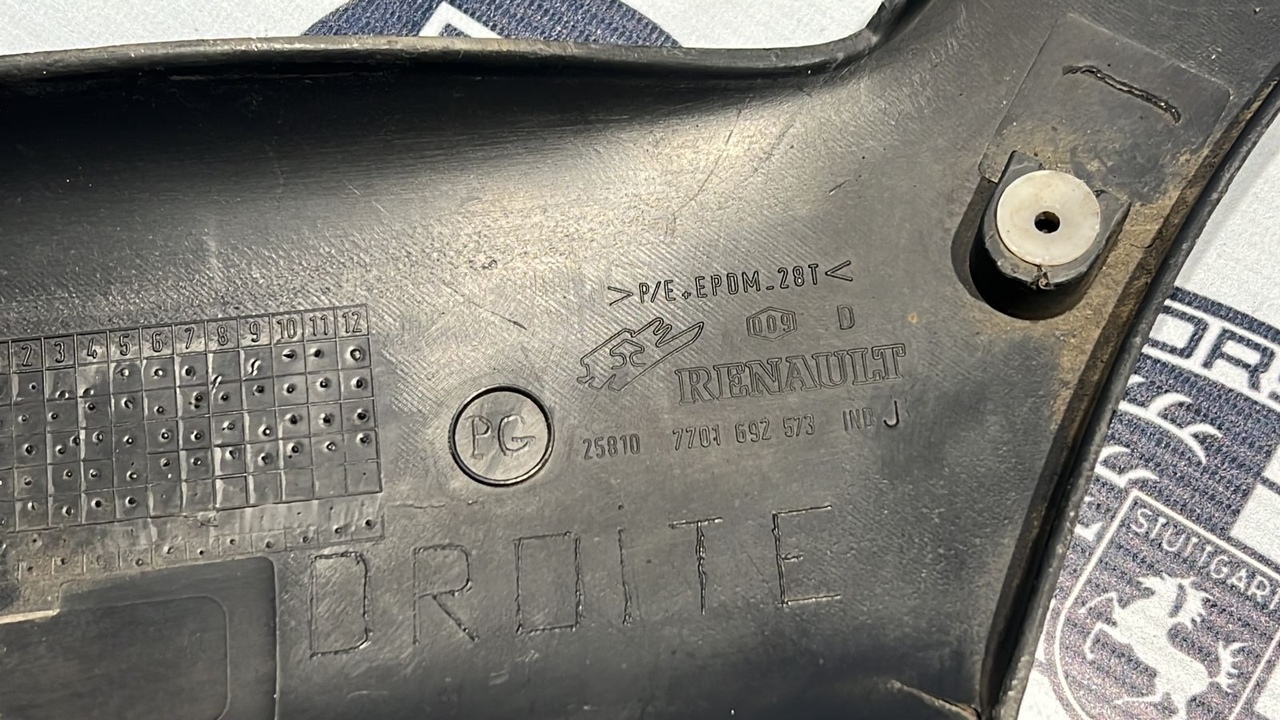 >P/E+EPDM-28T<
2 3 4 5 6 7 8 9 10 11 12
009 D
RENAULT
PG
25810 7701 692 573 IND J
DROITE
STUTTGART